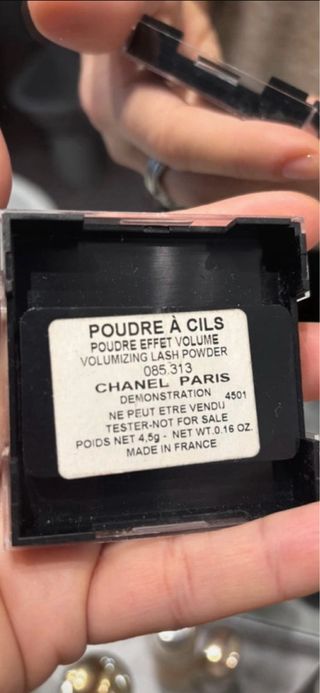 POUDRE À CILS
POUDRE EFFET VOLUME
VOLUMIZING LASH POWDER
085.313
CHANEL PARIS
DEMONSTRATION 4501
NE PEUT ETRE VENDU
TESTER-NOT FOR SALE
POIDS NET 4,5g - NET WT.0.16 OZ.
MADE IN FRANCE